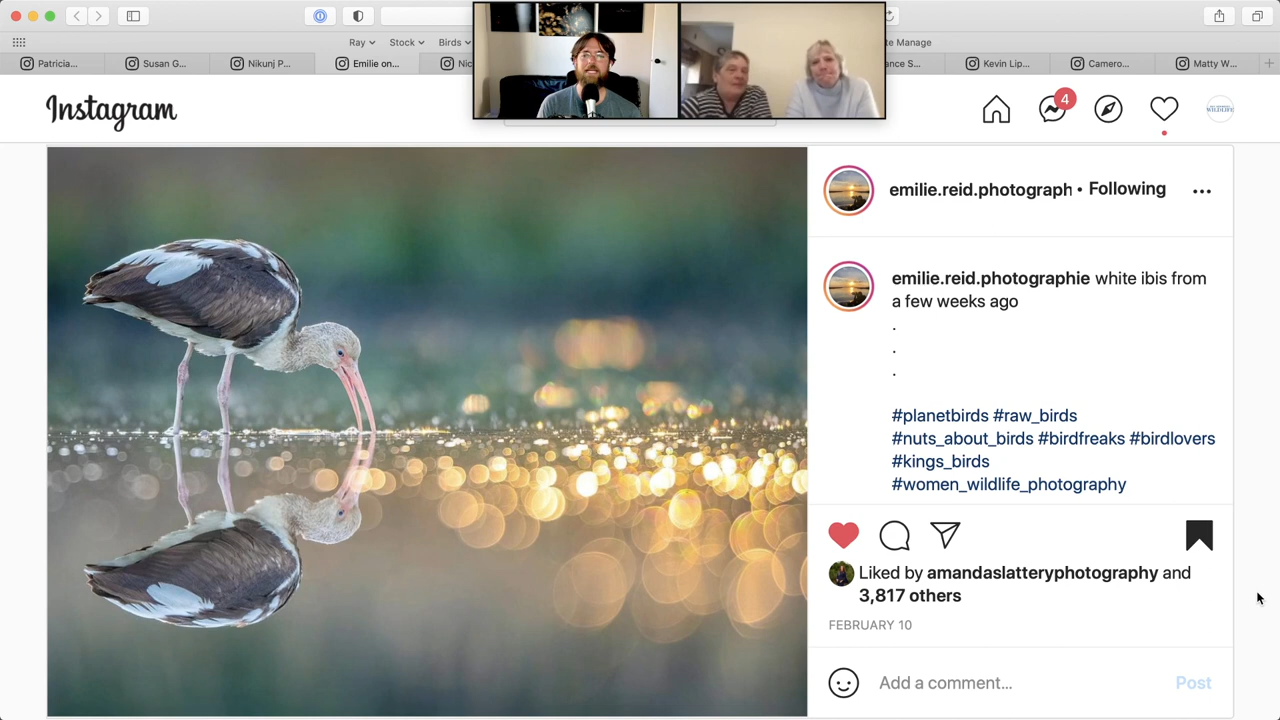 Ray Stock Birds te Manage
Patricia... Susan G... Nikunj P... Emilie on... Nic ance S... Kevin Lip... Camero... Matty W...
Instagram
4
WILDLIFE
emilie.reid.photograph • Following
emilie.reid.photographie white ibis from
a few weeks ago
.
.
.
#planetbirds #raw_birds
#nuts_about_birds #birdfreaks #birdlovers
#kings_birds
#women_wildlife_photography
Liked by amandaslatteryphotography and
3,817 others
FEBRUARY 10
Add a comment... Post